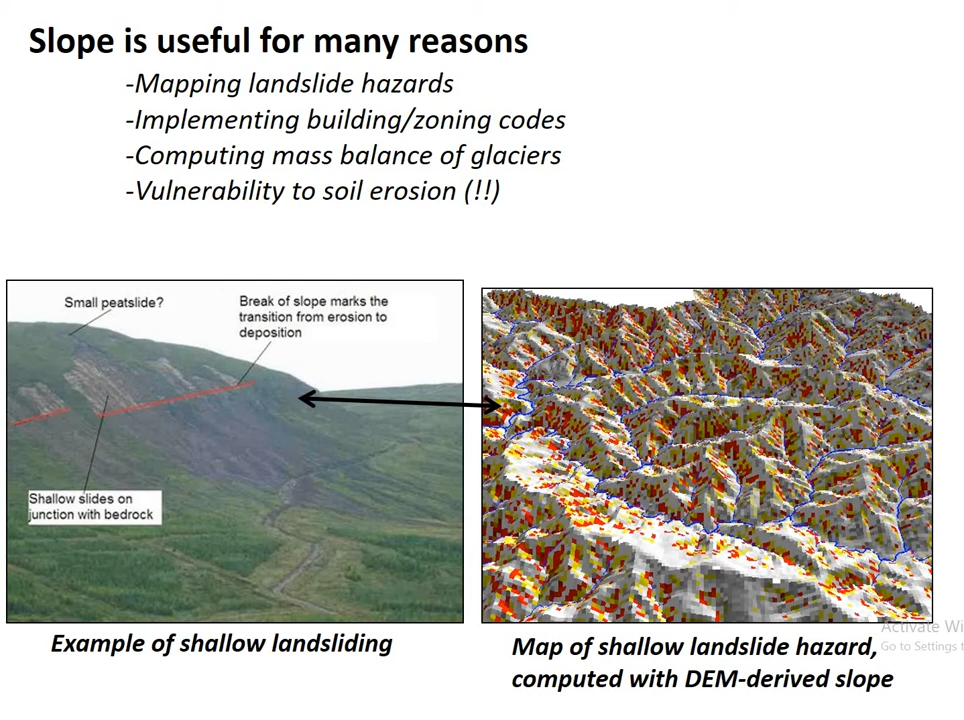 Slope is useful for many reasons
-Mapping landslide hazards
-Implementing building/zoning codes
-Computing mass balance of glaciers
-Vulnerability to soil erosion (!!)
Small peatslide?
Break of slope marks the
transition from erosion to
deposition
Shallow slides on
junction with bedrock
Example of shallow landsliding
Map of shallow landslide hazard,
computed with DEM-derived slope
Activate Wi
Go to Settings t